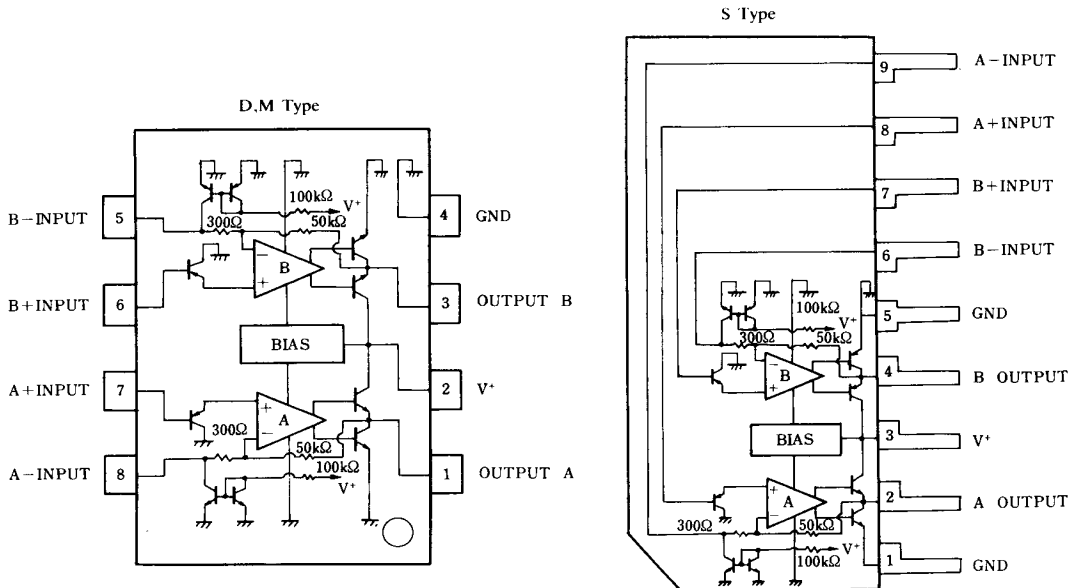 D,M Type
100kΩ
V⁺
300Ω
50kΩ
B−INPUT
5
4
GND
−
B
+
B+INPUT
6
3
OUTPUT B
BIAS
A+INPUT
7
2
V⁺
+
A
−
300Ω
50kΩ
A−INPUT
8
1
OUTPUT A
100kΩ
V⁺
S Type
9
A−INPUT
8
A+INPUT
7
B+INPUT
6
B−INPUT
5
GND
100kΩ
V⁺
300Ω
50kΩ
−
B
+
4
B OUTPUT
BIAS
3
V⁺
+
A
−
2
A OUTPUT
300Ω
50kΩ
V⁺
100kΩ
1
GND